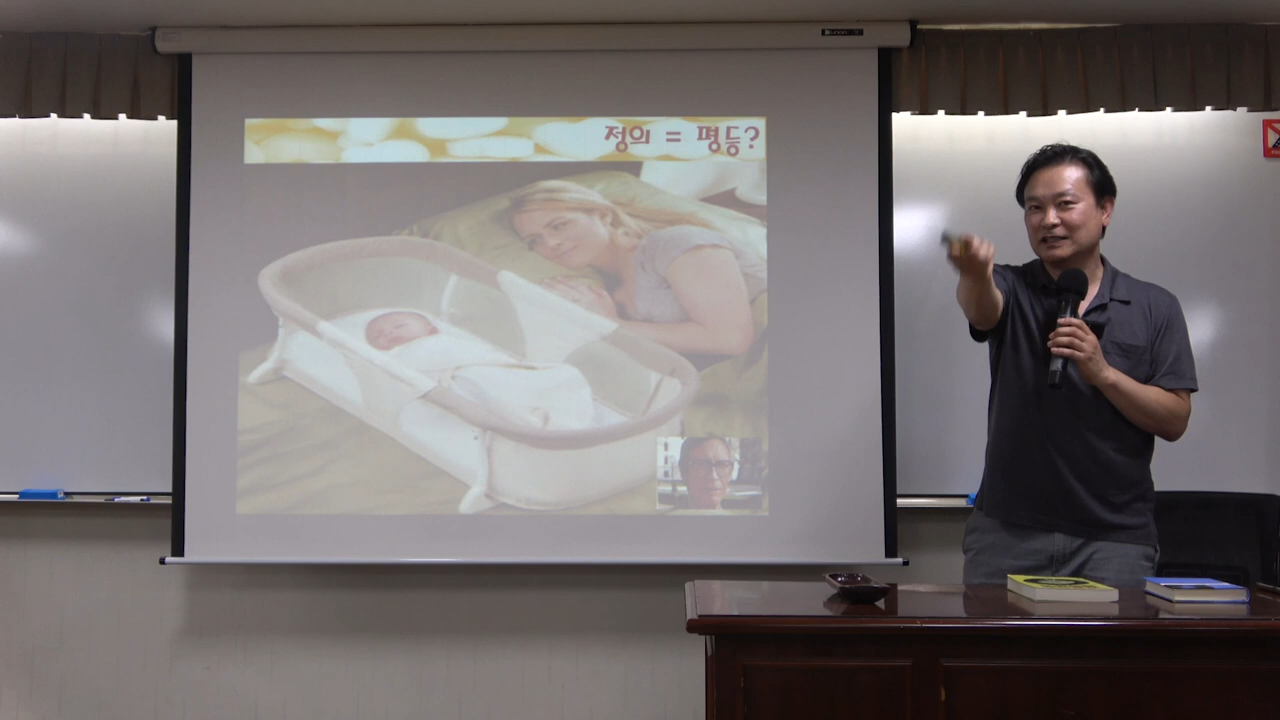 정의 = 평등?